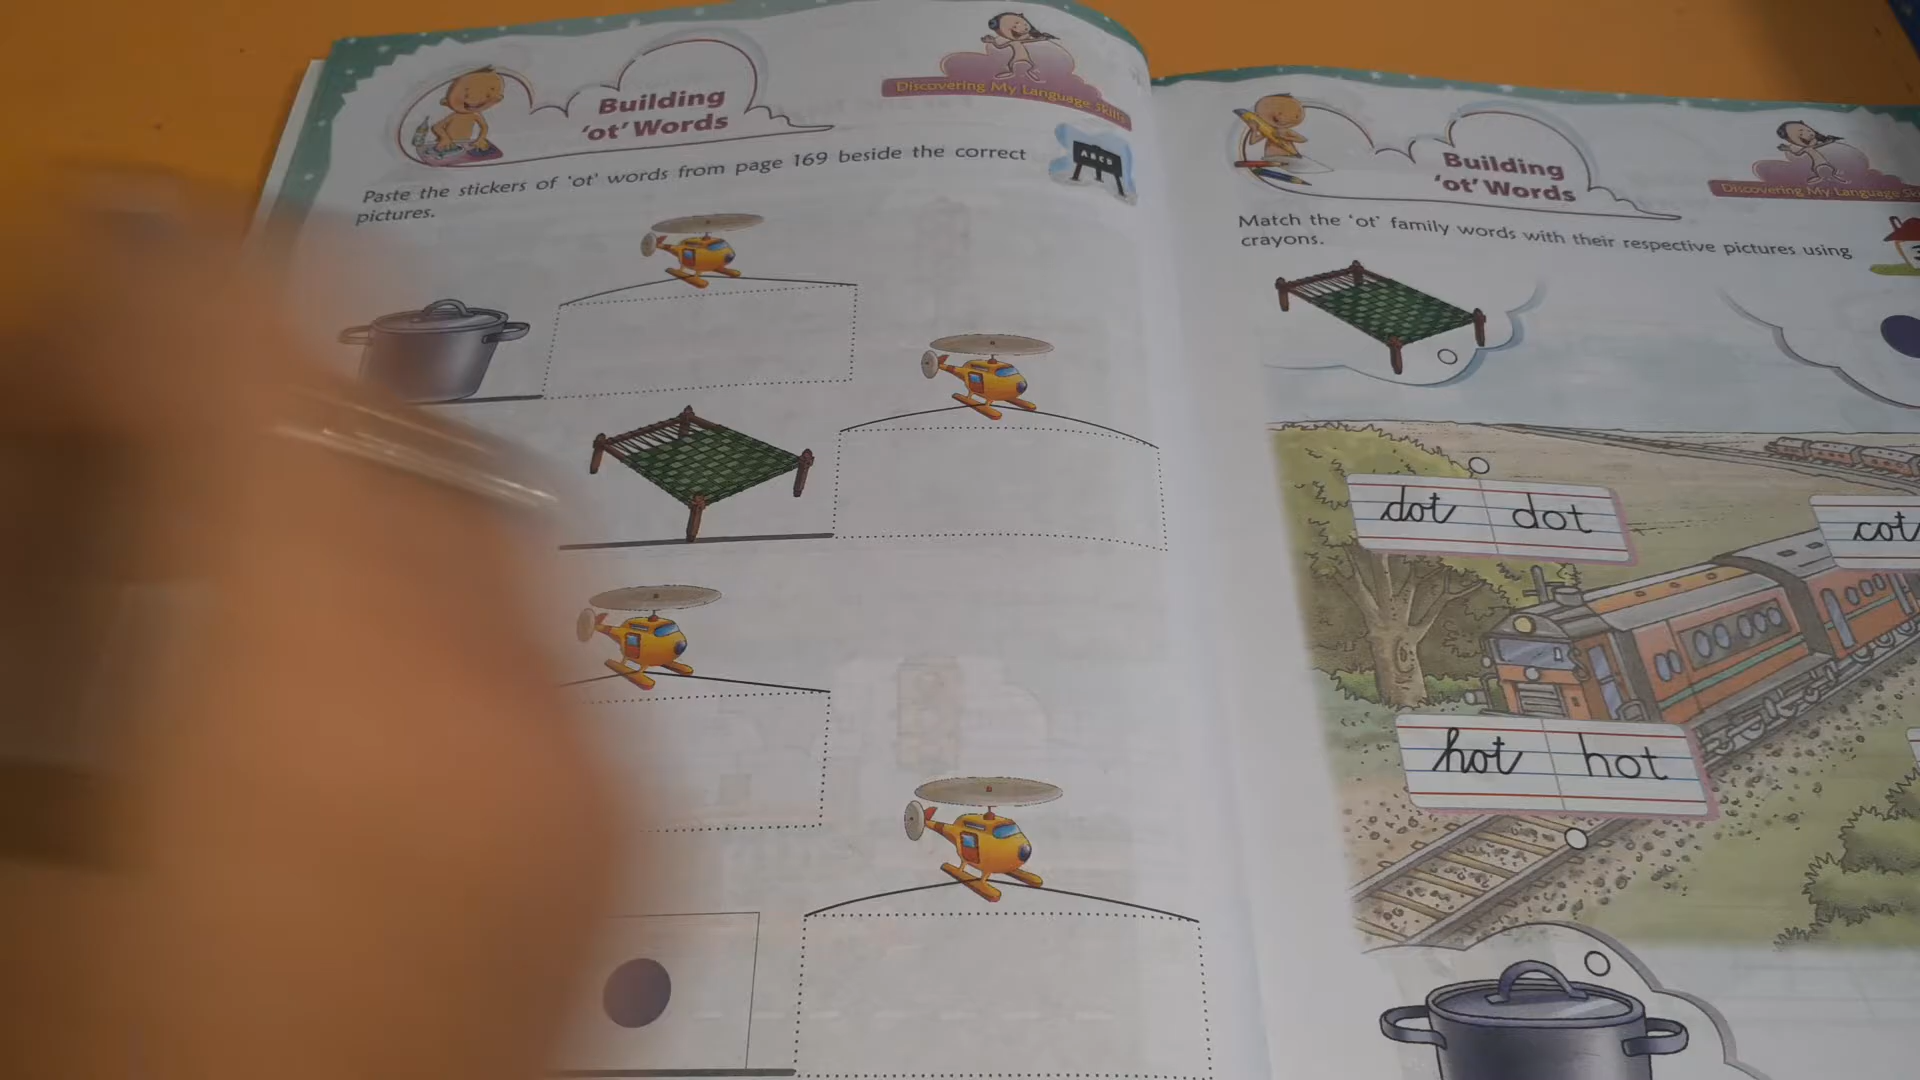 Building
'ot' Words
Discovering My Language Skills
ABCD
Paste the stickers of 'ot' words from page 169 beside the correct
pictures.
Building
'ot' Words
Discovering My Language
Match the 'ot' family words with their respective pictures using
crayons.
dot dot
cot
hot hot